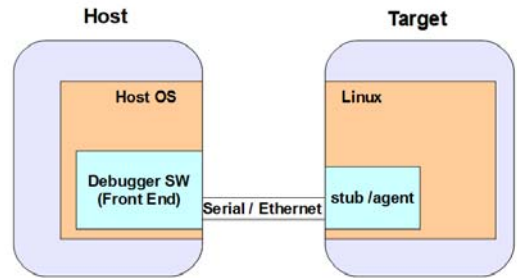 Host
Target
Host OS
Linux
Debugger SW
(Front End)
Serial / Ethernet
stub /agent